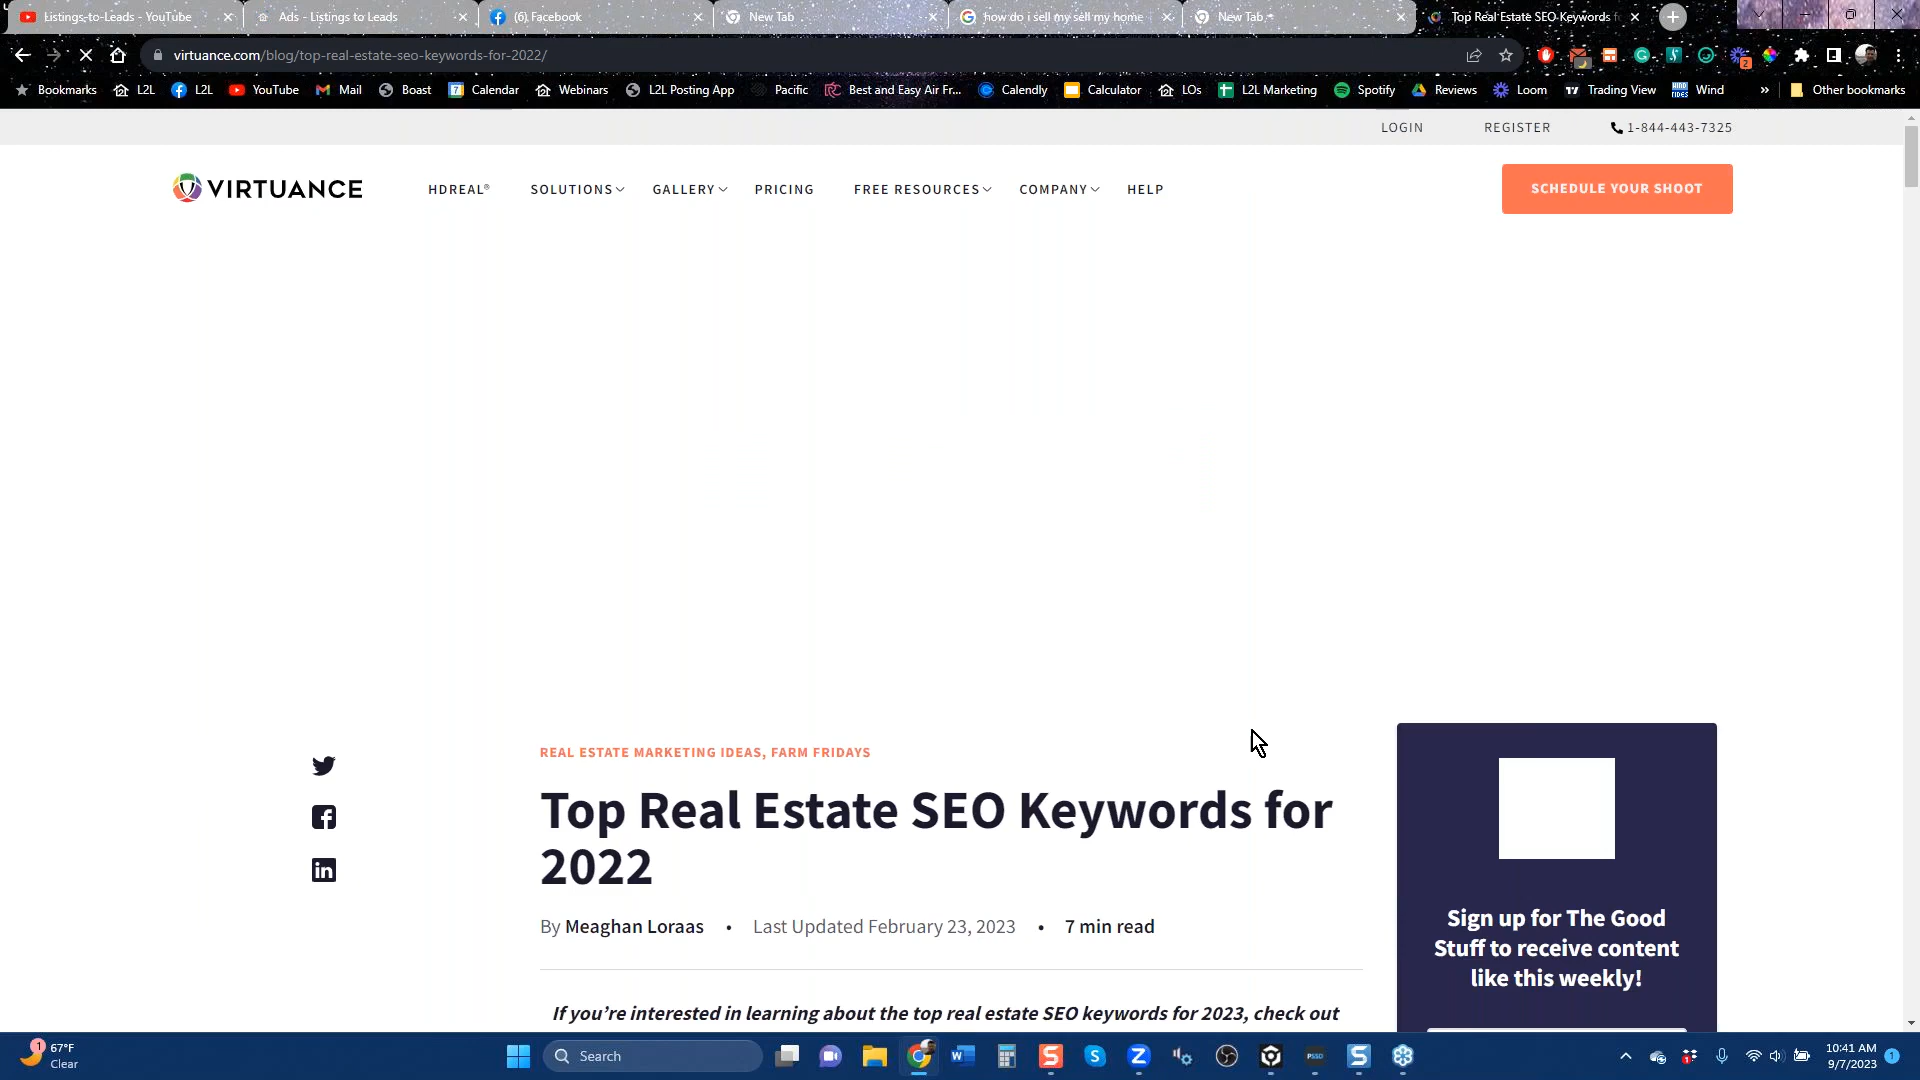 Listings-to-Leads - YouTube
Ads - Listings to Leads
(6) Facebook
New Tab
how do i sell my sell my home
New Tab
Top Real Estate SEO Keywords fo
virtuance.com/blog/top-real-estate-seo-keywords-for-2022/
2
Bookmarks L2L L2L YouTube Mail Boast Calendar Webinars L2L Posting App Pacific Best and Easy Air Fr... Calendly Calculator LOs L2L Marketing Spotify Reviews Loom Trading View Wind » Other bookmarks
LOGIN REGISTER 1-844-443-7325
VIRTUANCE
HDREAL® SOLUTIONS GALLERY PRICING FREE RESOURCES COMPANY HELP
SCHEDULE YOUR SHOOT
REAL ESTATE MARKETING IDEAS, FARM FRIDAYS
Top Real Estate SEO Keywords for
2022
By Meaghan Loraas • Last Updated February 23, 2023 • 7 min read
If you’re interested in learning about the top real estate SEO keywords for 2023, check out
Sign up for The Good
Stuff to receive content
like this weekly!
1
67°F
Clear
Search
10:41 AM
9/7/2023
1